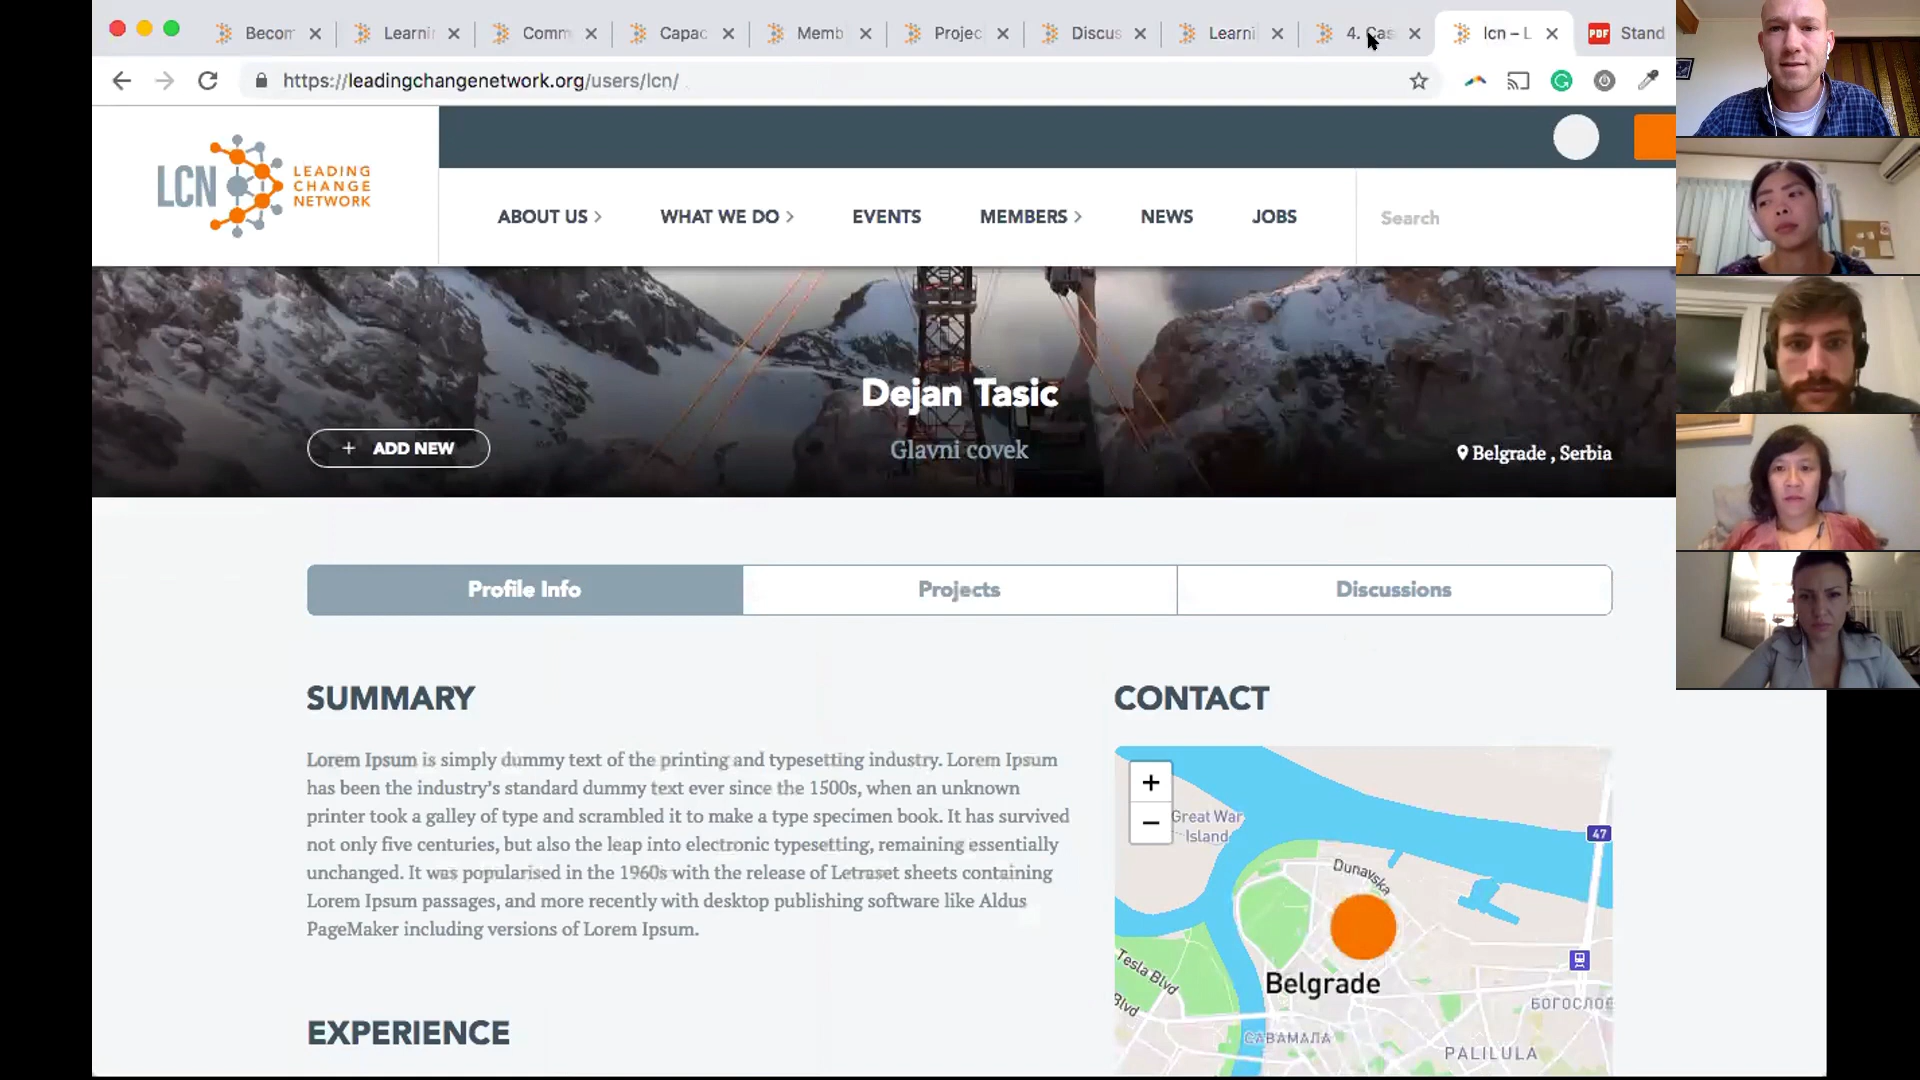 Becom
Learni
Comm
Capac
Memb
Projec
Discus
Learni
4. Cas
lcn – L
PDF Stand
https://leadingchangenetwork.org/users/lcn/
LCN LEADING
CHANGE
NETWORK
ABOUT US > WHAT WE DO > EVENTS MEMBERS > NEWS JOBS Search
Dejan Tasic
+ ADD NEW
Glavni covek
Belgrade , Serbia
Profile Info Projects Discussions
SUMMARY
Lorem Ipsum is simply dummy text of the printing and typesetting industry. Lorem Ipsum
has been the industry's standard dummy text ever since the 1500s, when an unknown
printer took a galley of type and scrambled it to make a type specimen book. It has survived
not only five centuries, but also the leap into electronic typesetting, remaining essentially
unchanged. It was popularised in the 1960s with the release of Letraset sheets containing
Lorem Ipsum passages, and more recently with desktop publishing software like Aldus
PageMaker including versions of Lorem Ipsum.
EXPERIENCE
CONTACT
+
−
Great War
Island
47
Dunavska
Tesla Blvd
Blvd
Belgrade
БОГОСЛОВ
САВАМАЛА
PALILULA